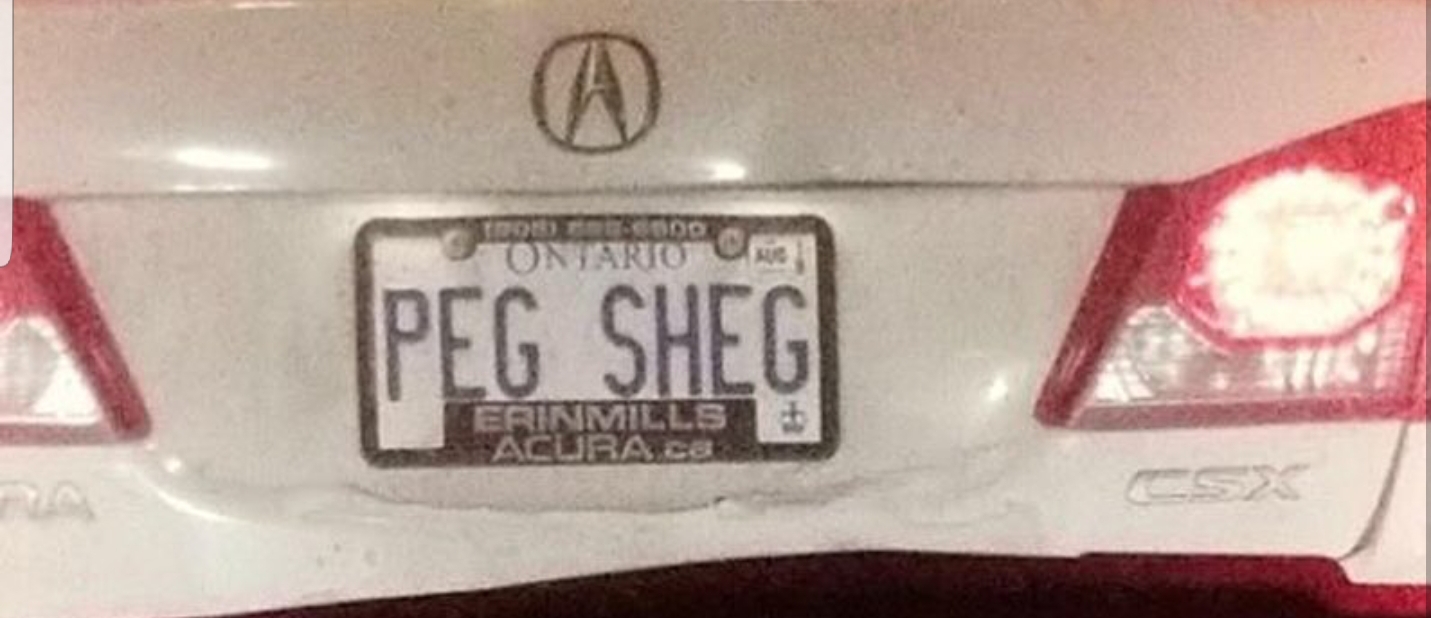 ONTARIO
AUG
PEG SHEG
ERINMILLS
ACURA.ca
CSX